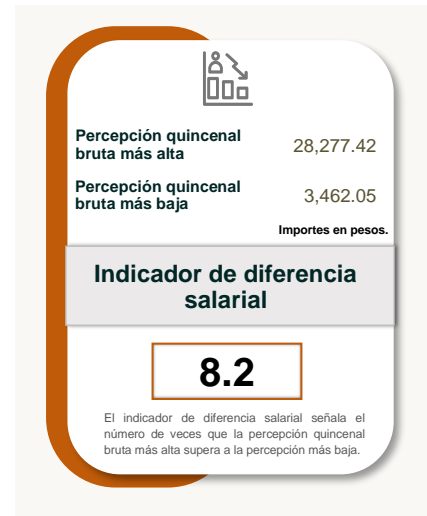 Percepción quincenal
bruta más alta
28,277.42
Percepción quincenal
bruta más baja
3,462.05
Importes en pesos.
Indicador de diferencia
salarial
8.2
El indicador de diferencia salarial señala el
número de veces que la percepción quincenal
bruta más alta supera a la percepción más baja.